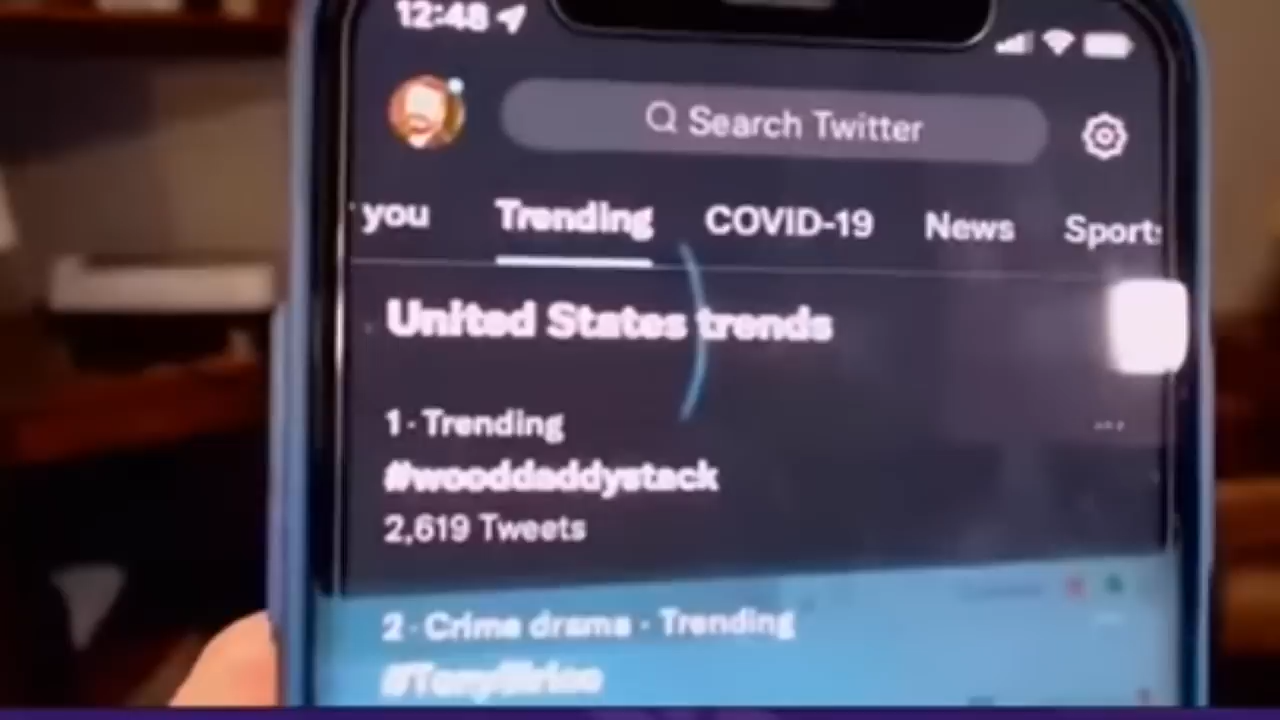 12:48
Search Twitter
you Trending COVID-19 News Sports
United States trends
1 · Trending
···
#wooddaddystack
2,619 Tweets
2 · Crime drama · Trending